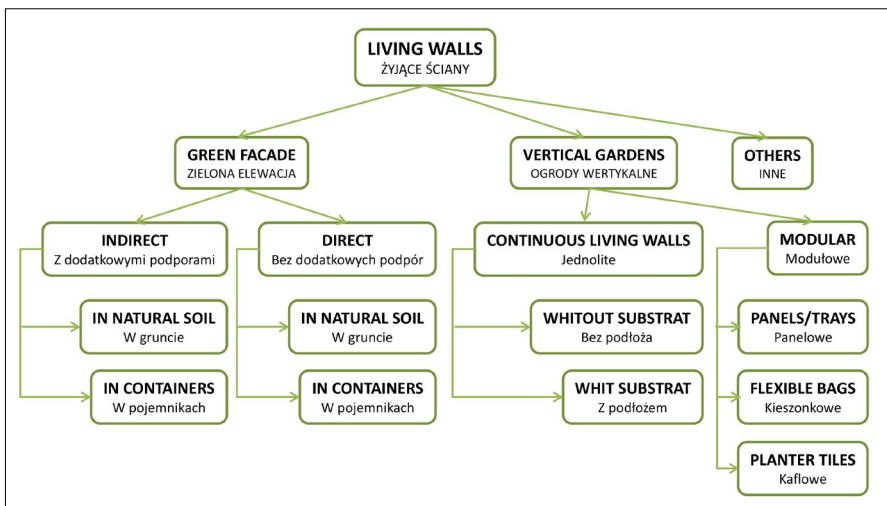 LIVING WALLS
ŻYJĄCE ŚCIANY
GREEN FACADE
ZIELONA ELEWACJA
VERTICAL GARDENS
OGRODY WERTYKALNE
OTHERS
INNE
INDIRECT
Z dodatkowymi podporami
DIRECT
Bez dodatkowych podpór
CONTINUOUS LIVING WALLS
Jednolite
MODULAR
Modułowe
IN NATURAL SOIL
W gruncie
IN NATURAL SOIL
W gruncie
WHITOUT SUBSTRAT
Bez podłoża
PANELS/TRAYS
Panelowe
IN CONTAINERS
W pojemnikach
IN CONTAINERS
W pojemnikach
WHIT SUBSTRAT
Z podłożem
FLEXIBLE BAGS
Kieszonkowe
PLANTER TILES
Kaflowe